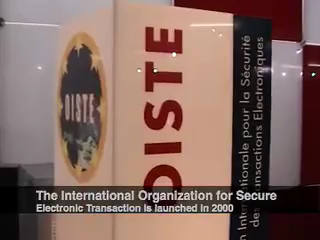 OISTE
OISTE
n Internationale pour la Sécurité
des Transactions Electroniques
The International Organization for Secure
Electronic Transaction is launched in 2000